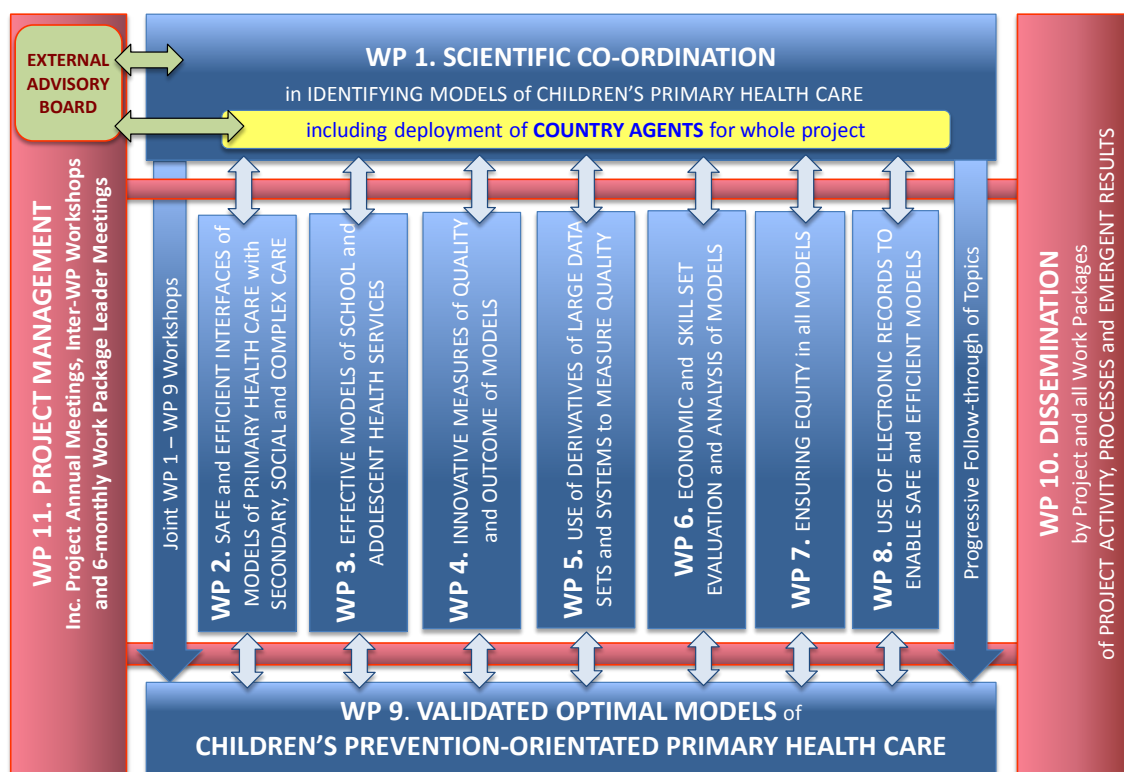 EXTERNAL
ADVISORY
BOARD
WP 1. SCIENTIFIC CO-ORDINATION
in IDENTIFYING MODELS of CHILDREN'S PRIMARY HEALTH CARE
including deployment of COUNTRY AGENTS for whole project
WP 11. PROJECT MANAGEMENT
Inc. Project Annual Meetings, Inter-WP Workshops
and 6-monthly Work Package Leader Meetings
Joint WP 1 – WP 9 Workshops
WP 2. SAFE and EFFICIENT INTERFACES of
MODELS of PRIMARY HEALTH CARE with
SECONDARY, SOCIAL and COMPLEX CARE
WP 3. EFFECTIVE MODELS of SCHOOL and
ADOLESCENT HEALTH SERVICES
WP 4. INNOVATIVE MEASURES of QUALITY
and OUTCOME of MODELS
WP 5. USE of DERIVATIVES of LARGE DATA
SETS and SYSTEMS to MEASURE QUALITY
WP 6. ECONOMIC and SKILL SET
EVALUATION and ANALYSIS of MODELS
WP 7. ENSURING EQUITY in all MODELS
WP 8. USE OF ELECTRONIC RECORDS TO
ENABLE SAFE and EFFICIENT MODELS
Progressive Follow-through of Topics
WP 10. DISSEMINATION
by Project and all Work Packages
of PROJECT ACTIVITY, PROCESSES and EMERGENT RESULTS
WP 9. VALIDATED OPTIMAL MODELS of
CHILDREN'S PREVENTION-ORIENTATED PRIMARY HEALTH CARE